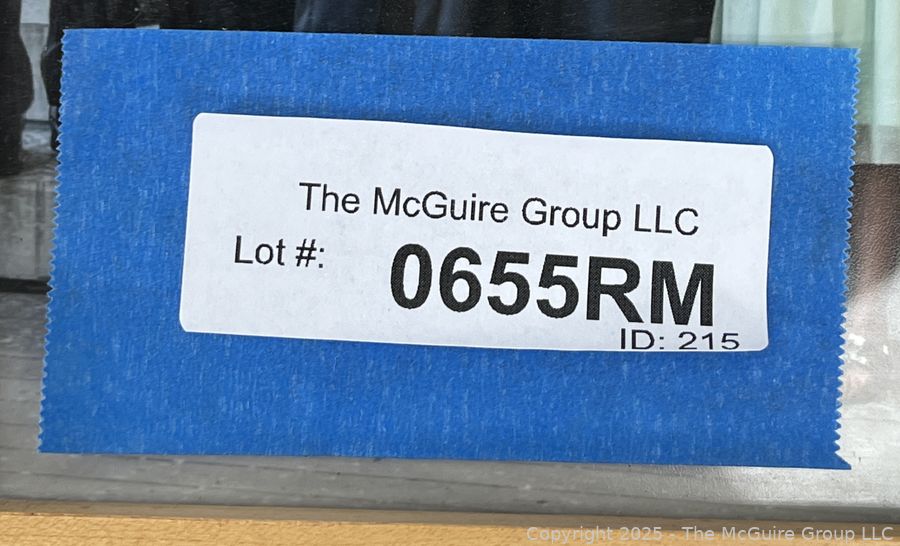 The McGuire Group LLC
Lot #: 0655RM
ID: 215
Copyright 2025 - The McGuire Group LLC